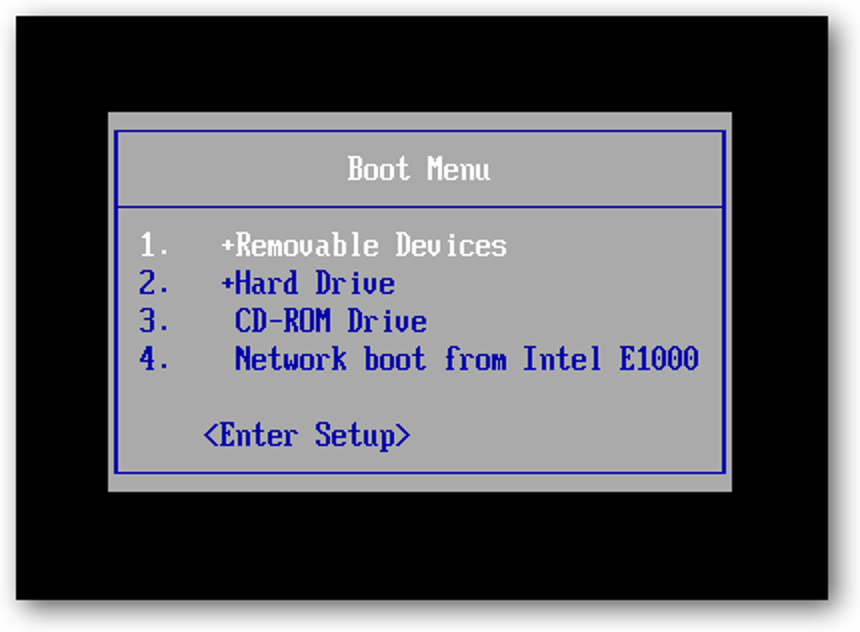 Boot Menu
1. +Removable Devices
2. +Hard Drive
3. CD-ROM Drive
4. Network boot from Intel E1000
<Enter Setup>